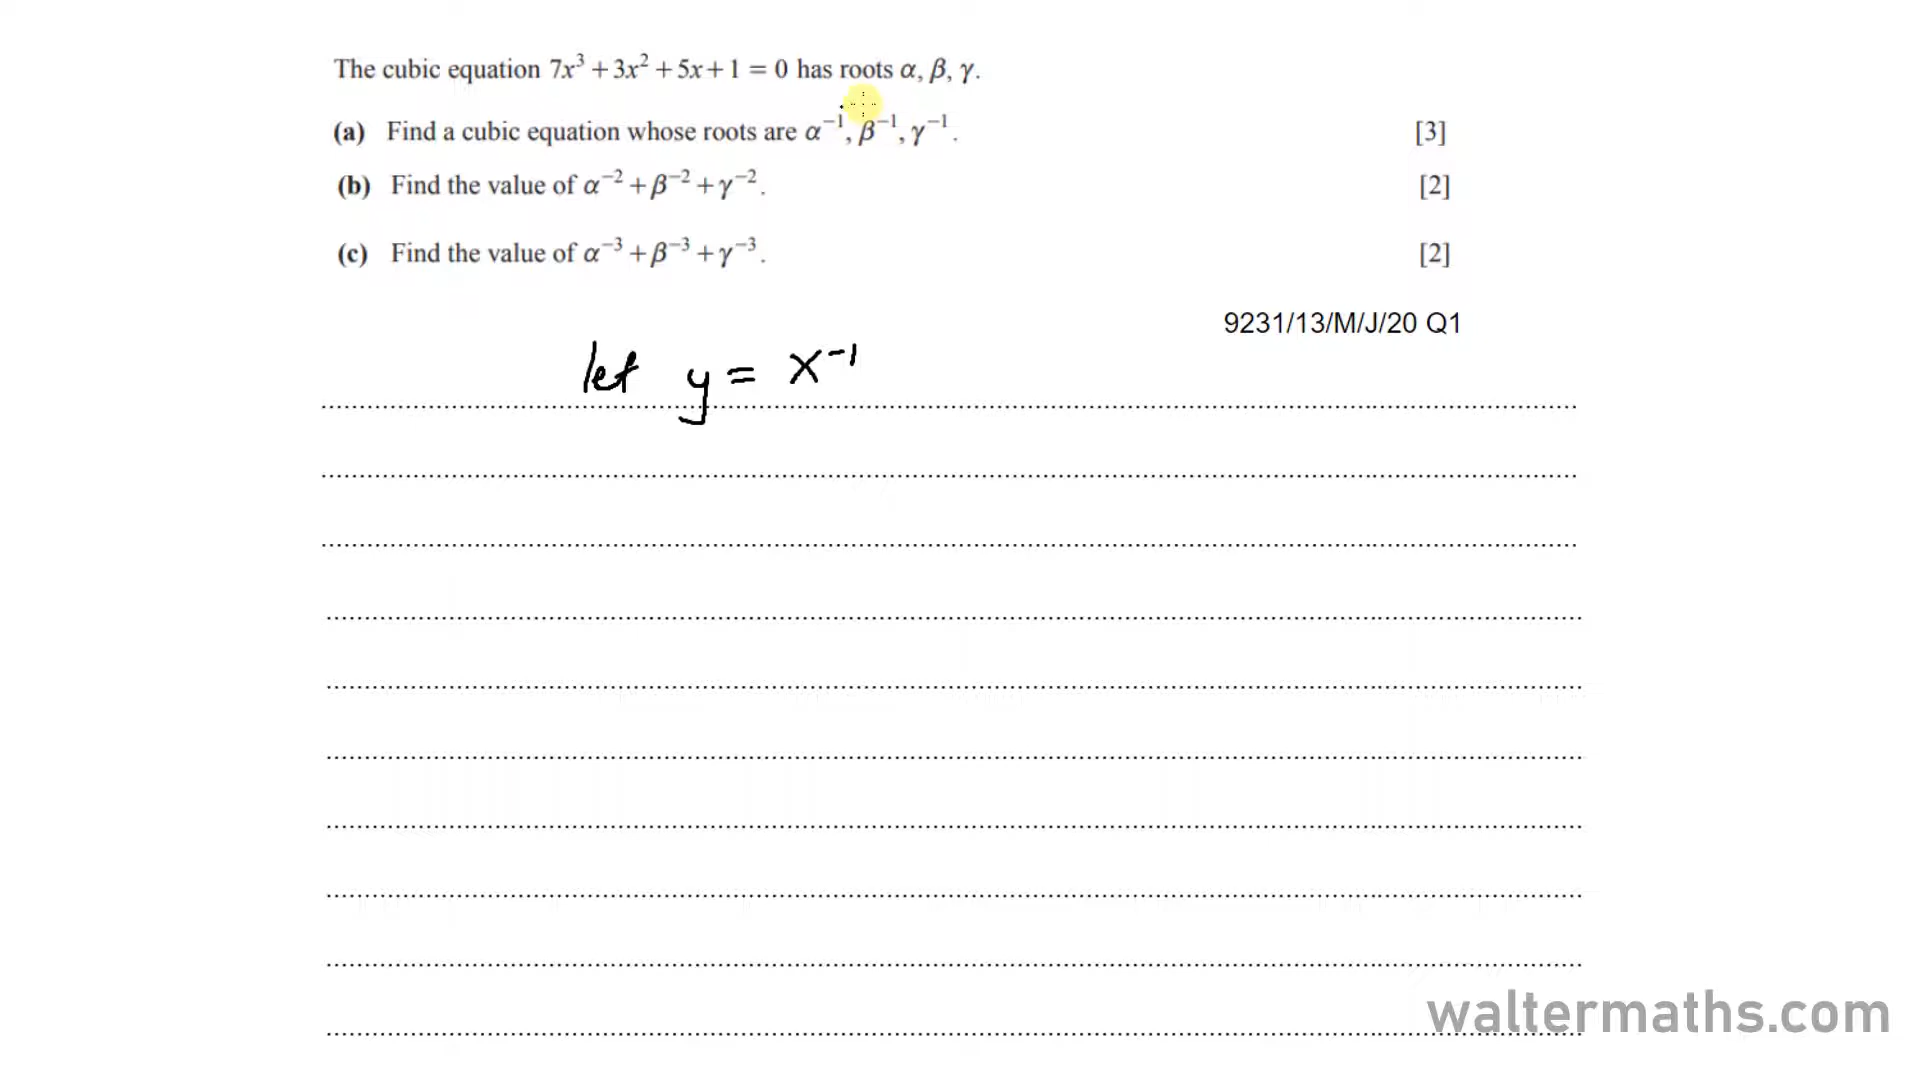 The cubic equation 7x³ + 3x² + 5x + 1 = 0 has roots α, β, γ.
(a) Find a cubic equation whose roots are α⁻¹, β⁻¹, γ⁻¹. [3]
(b) Find the value of α⁻² + β⁻² + γ⁻². [2]
(c) Find the value of α⁻³ + β⁻³ + γ⁻³. [2]
9231/13/M/J/20 Q1
let y = x⁻¹
waltermaths.com